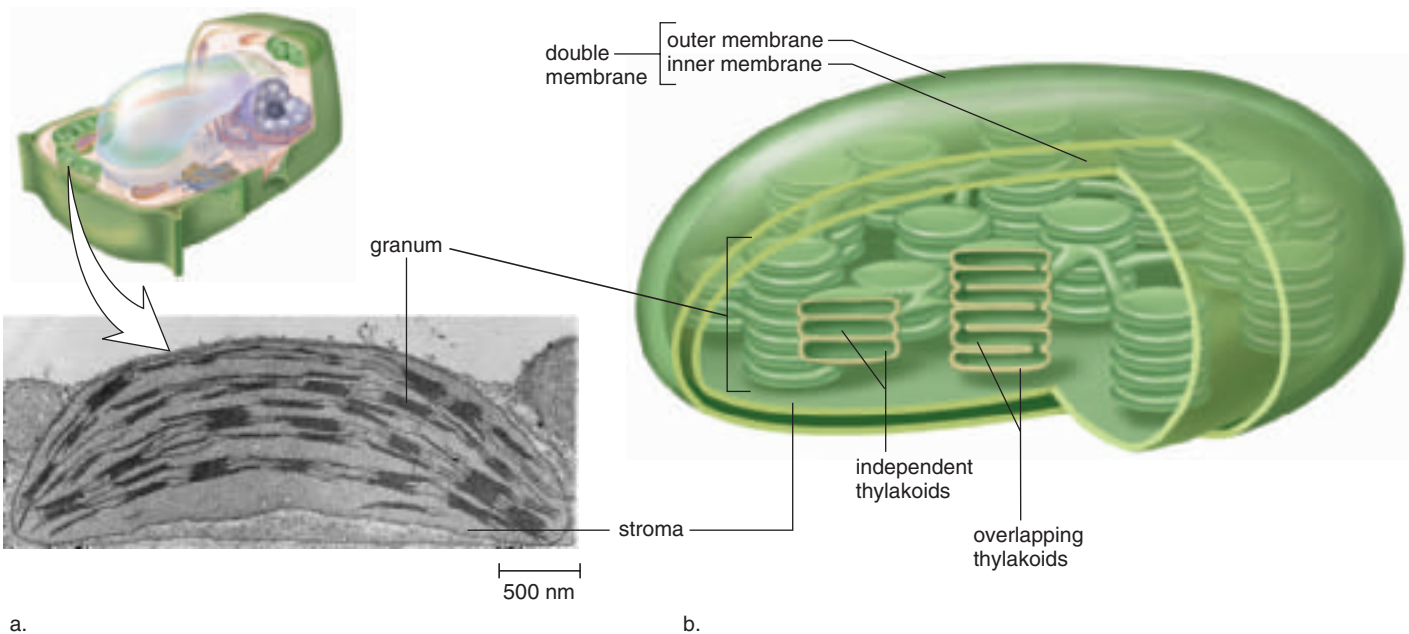 double
membrane
outer membrane
inner membrane
granum
independent
thylakoids
stroma
overlapping
thylakoids
500 nm
a.
b.